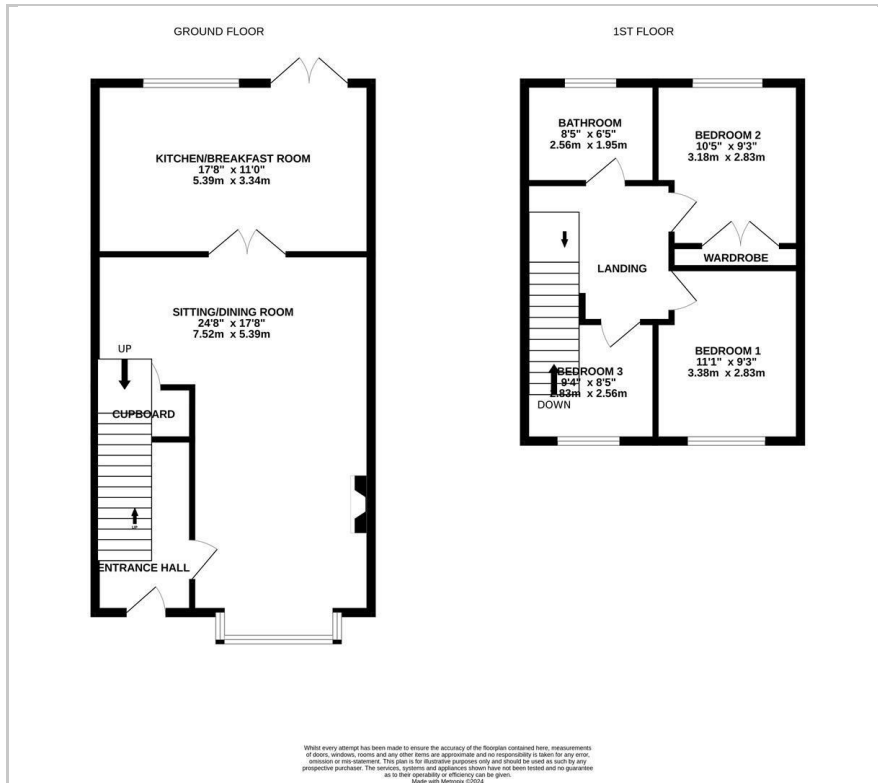 GROUND FLOOR
KITCHEN/BREAKFAST ROOM
17'8" x 11'0"
5.39m x 3.34m
SITTING/DINING ROOM
24'8" x 17'8"
7.52m x 5.39m
UP
CUPBOARD
UP
ENTRANCE HALL
1ST FLOOR
BATHROOM
8'5" x 6'5"
2.56m x 1.95m
BEDROOM 2
10'5" x 9'3"
3.18m x 2.83m
WARDROBE
LANDING
BEDROOM 1
11'1" x 9'3"
3.38m x 2.83m
BEDROOM 3
9'4" x 8'5"
2.83m x 2.56m
DOWN
Whilst every attempt has been made to ensure the accuracy of the floorplan contained here, measurements
of doors, windows, rooms and any other items are approximate and no responsibility is taken for any error,
omission or mis-statement. This plan is for illustrative purposes only and should be used as such by any
prospective purchaser. The services, systems and appliances shown have not been tested and no guarantee
as to their operability or efficiency can be given.
Made with Metropix ©2024